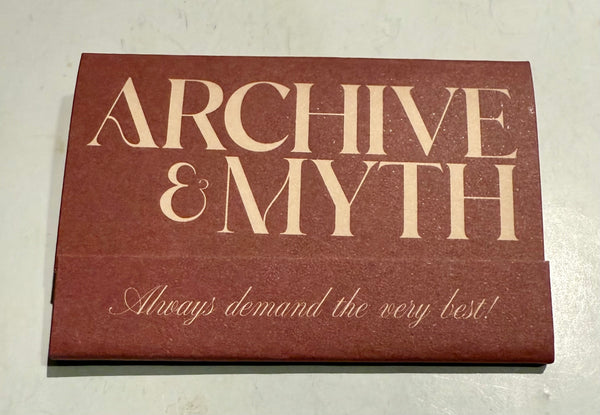 ARCHIVE
& MYTH
Always demand the very best!